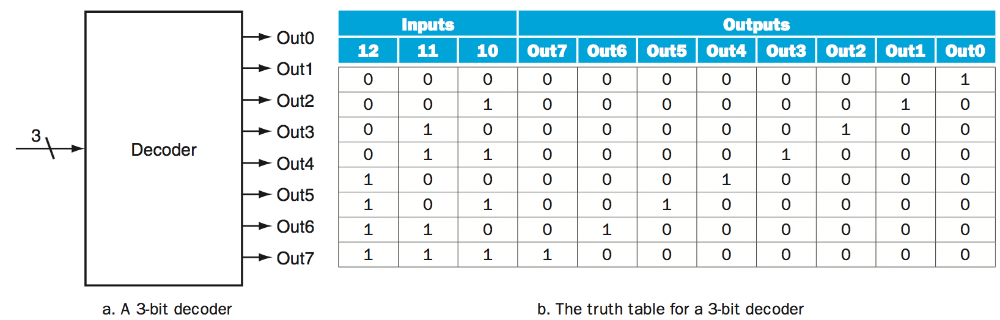 Out0
Out1
Out2
Out3
Out4
Out5
Out6
Out7
3
Decoder
a. A 3-bit decoder
Inputs Outputs
12 11 10 Out7 Out6 Out5 Out4 Out3 Out2 Out1 Out0
0 0 0 0 0 0 0 0 0 0 1
0 0 1 0 0 0 0 0 0 1 0
0 1 0 0 0 0 0 0 1 0 0
0 1 1 0 0 0 0 1 0 0 0
1 0 0 0 0 0 1 0 0 0 0
1 0 1 0 0 1 0 0 0 0 0
1 1 0 0 1 0 0 0 0 0 0
1 1 1 1 0 0 0 0 0 0 0
b. The truth table for a 3-bit decoder